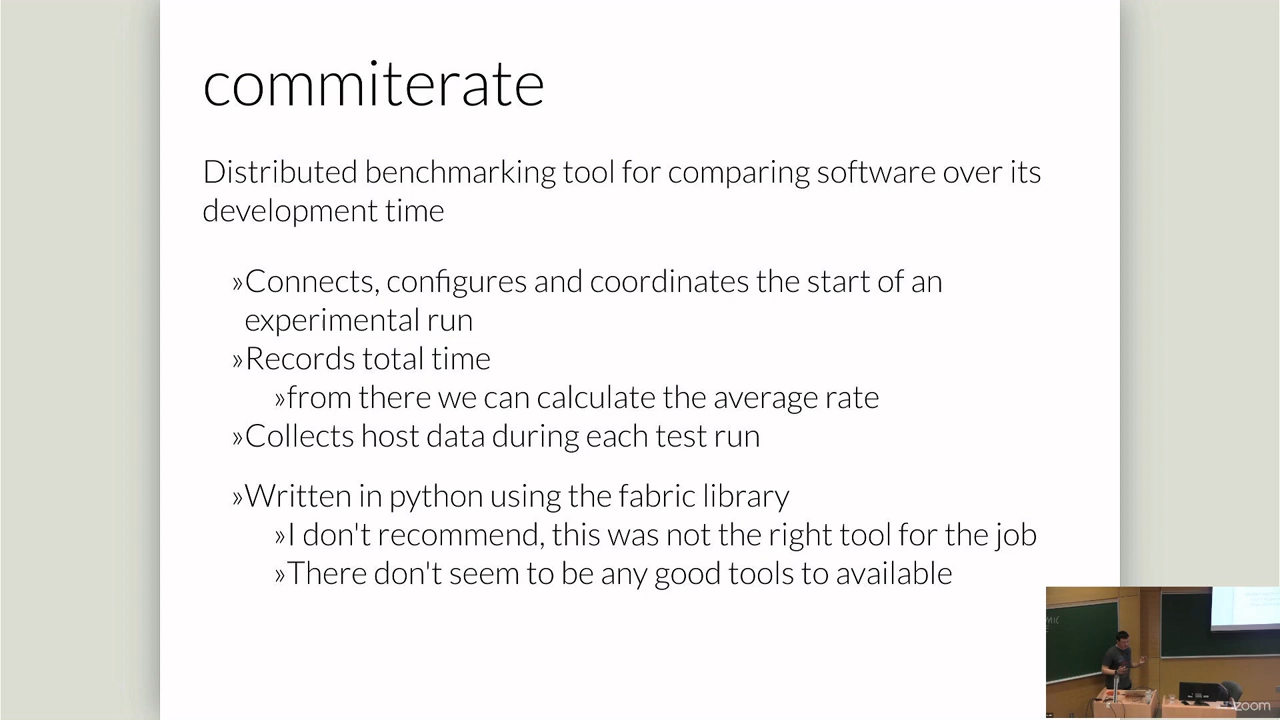 commiterate
Distributed benchmarking tool for comparing software over its
development time
»Connects, configures and coordinates the start of an
experimental run
»Records total time
»from there we can calculate the average rate
»Collects host data during each test run
»Written in python using the fabric library
»I don't recommend, this was not the right tool for the job
»There don't seem to be any good tools to available
zoom